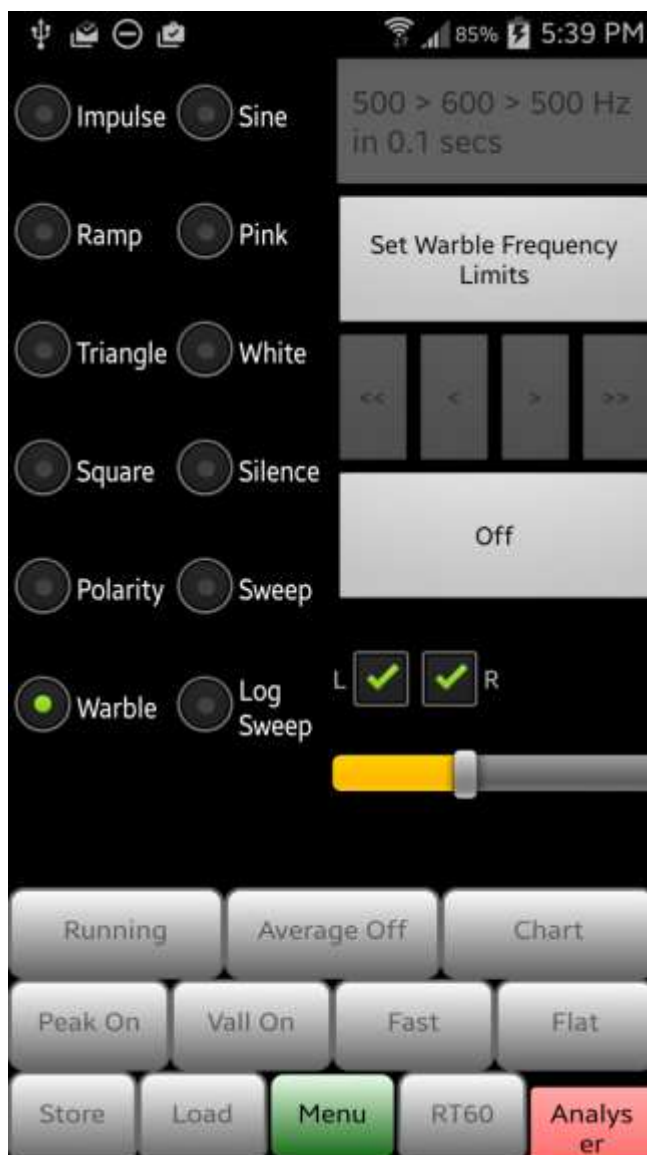 85% 5:39 PM
Impulse Sine
500 > 600 > 500 Hz
in 0.1 secs
Ramp Pink
Set Warble Frequency
Limits
Triangle White
<< < > >>
Square Silence
Off
Polarity Sweep
L R
Warble Log
Sweep
Running Average Off Chart
Peak On Vall On Fast Flat
Store Load Menu RT60 Analys
er